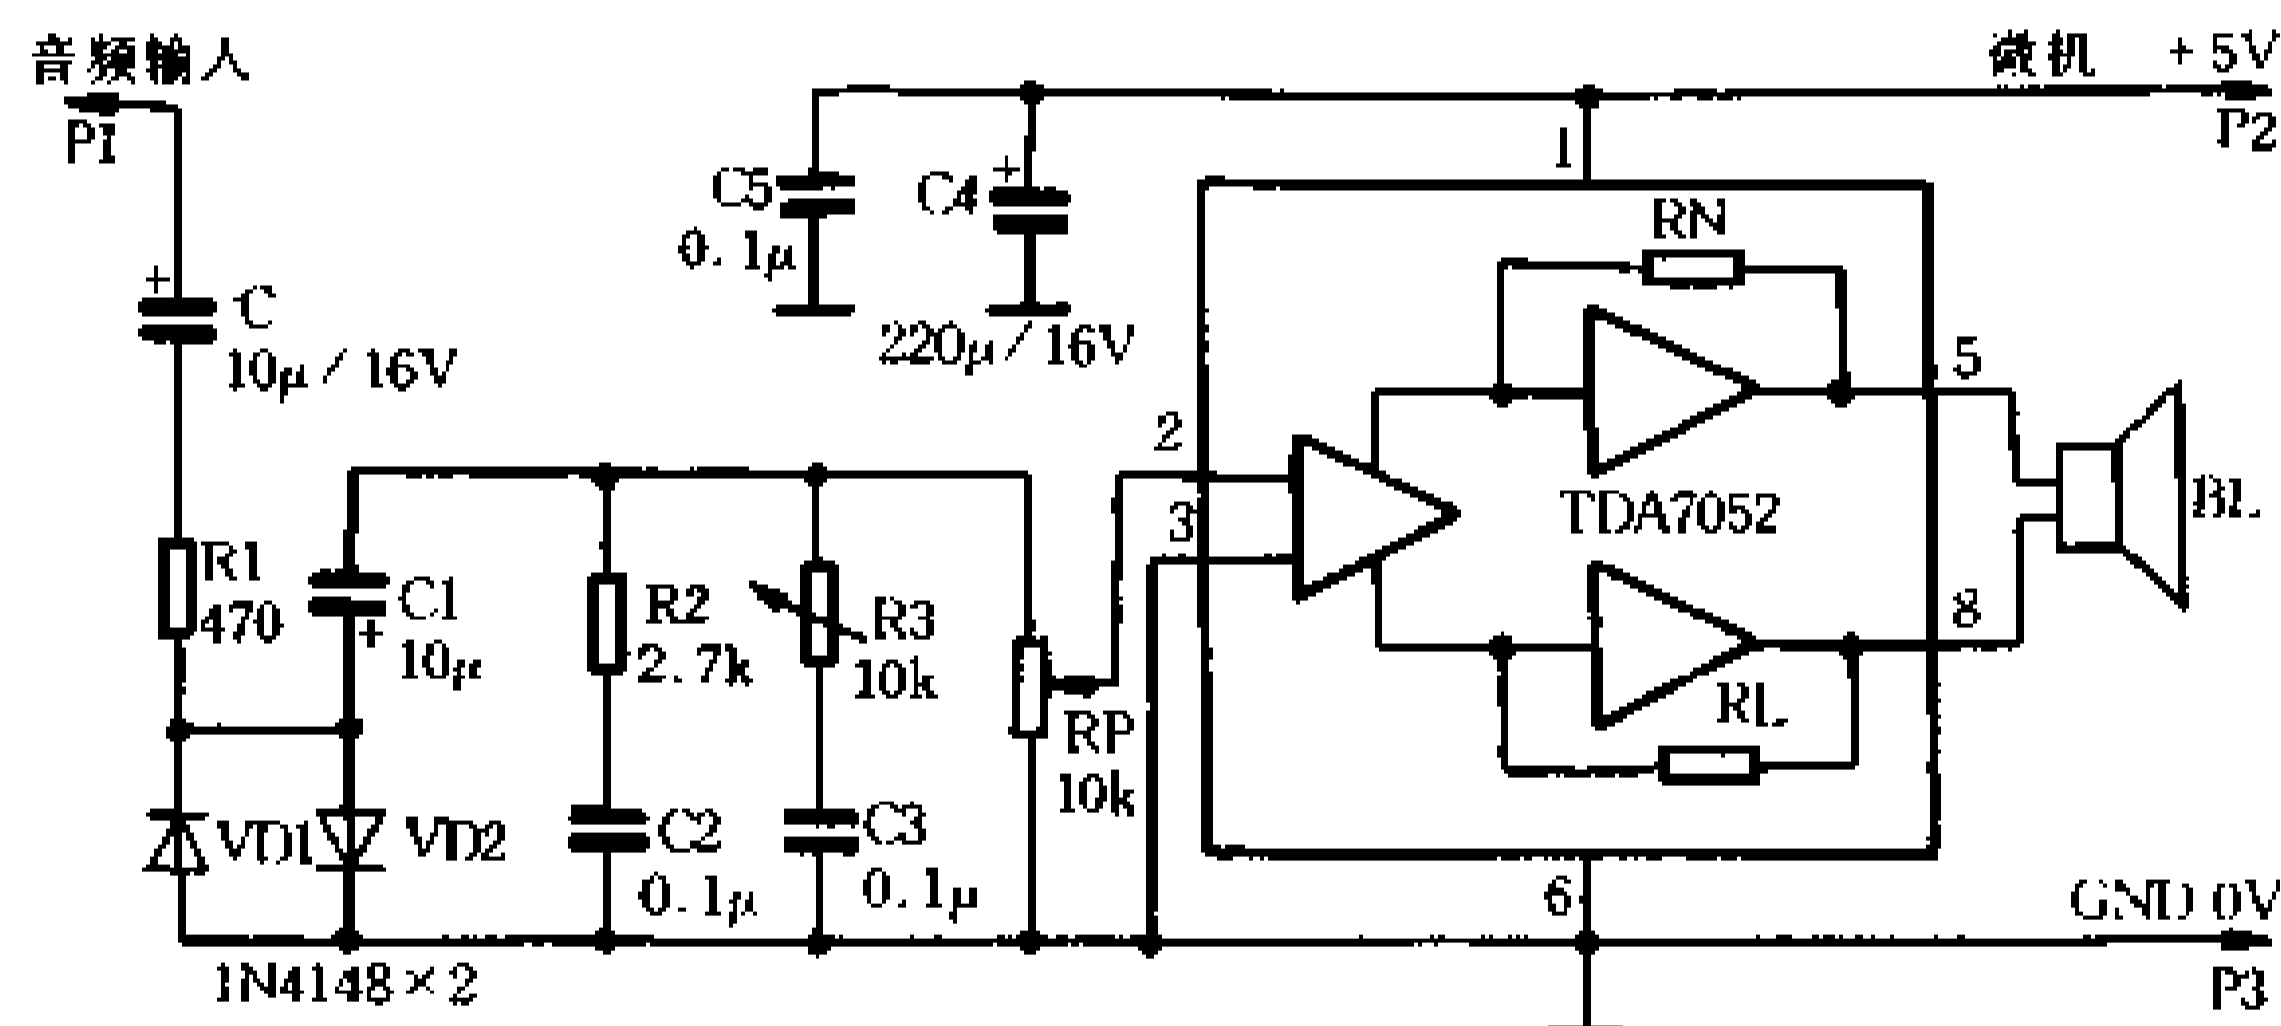 音频输人
P1
微机 +5V
P2
C5
0.1μ
+
C4
220μ/16V
1
RN
+
C
10μ/16V
5
2
3
TDA7052
BL
R1
470
C1
+
10μ
R2
2.7k
R3
10k
RP
10k
8
RL
VD1
VD2
C2
0.1μ
C3
0.1μ
6
GND 0V
P3
1N4148×2